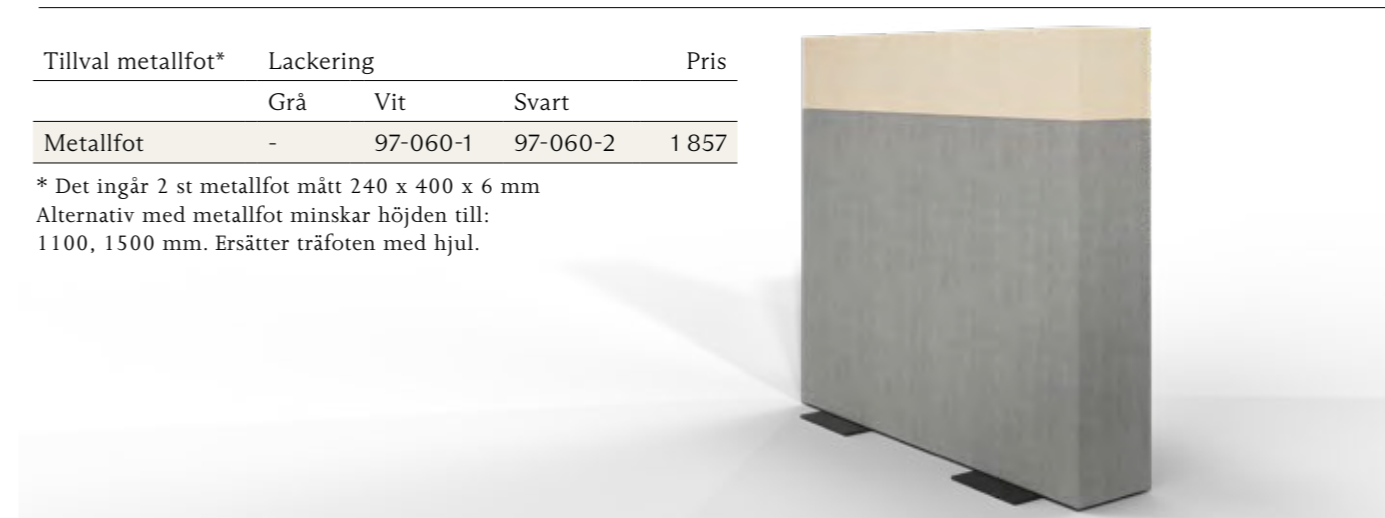 Tillval metallfot* Lackering Pris
Grå Vit Svart
Metallfot - 97-060-1 97-060-2 1 857
* Det ingår 2 st metallfot mått 240 x 400 x 6 mm
Alternativ med metallfot minskar höjden till:
1100, 1500 mm. Ersätter träfoten med hjul.